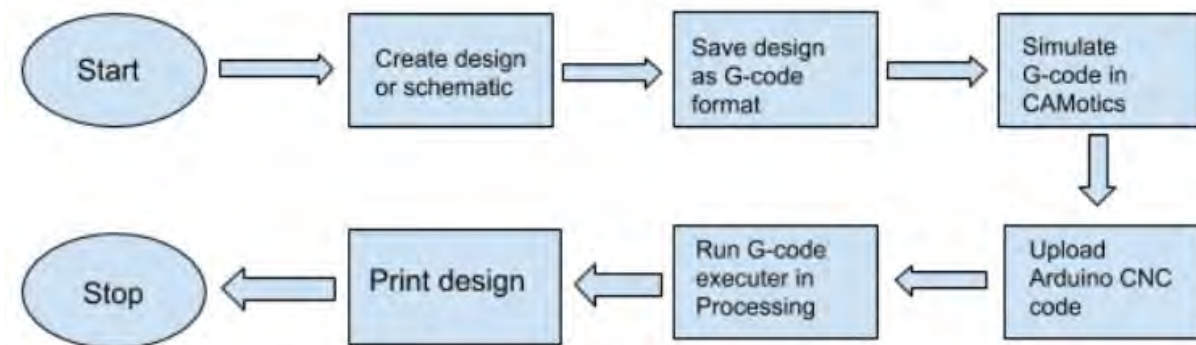 Start
Create design
or schematic
Save design
as G-code
format
Simulate
G-code in
CAMotics
Upload
Arduino CNC
code
Run G-code
executer in
Processing
Print design
Stop